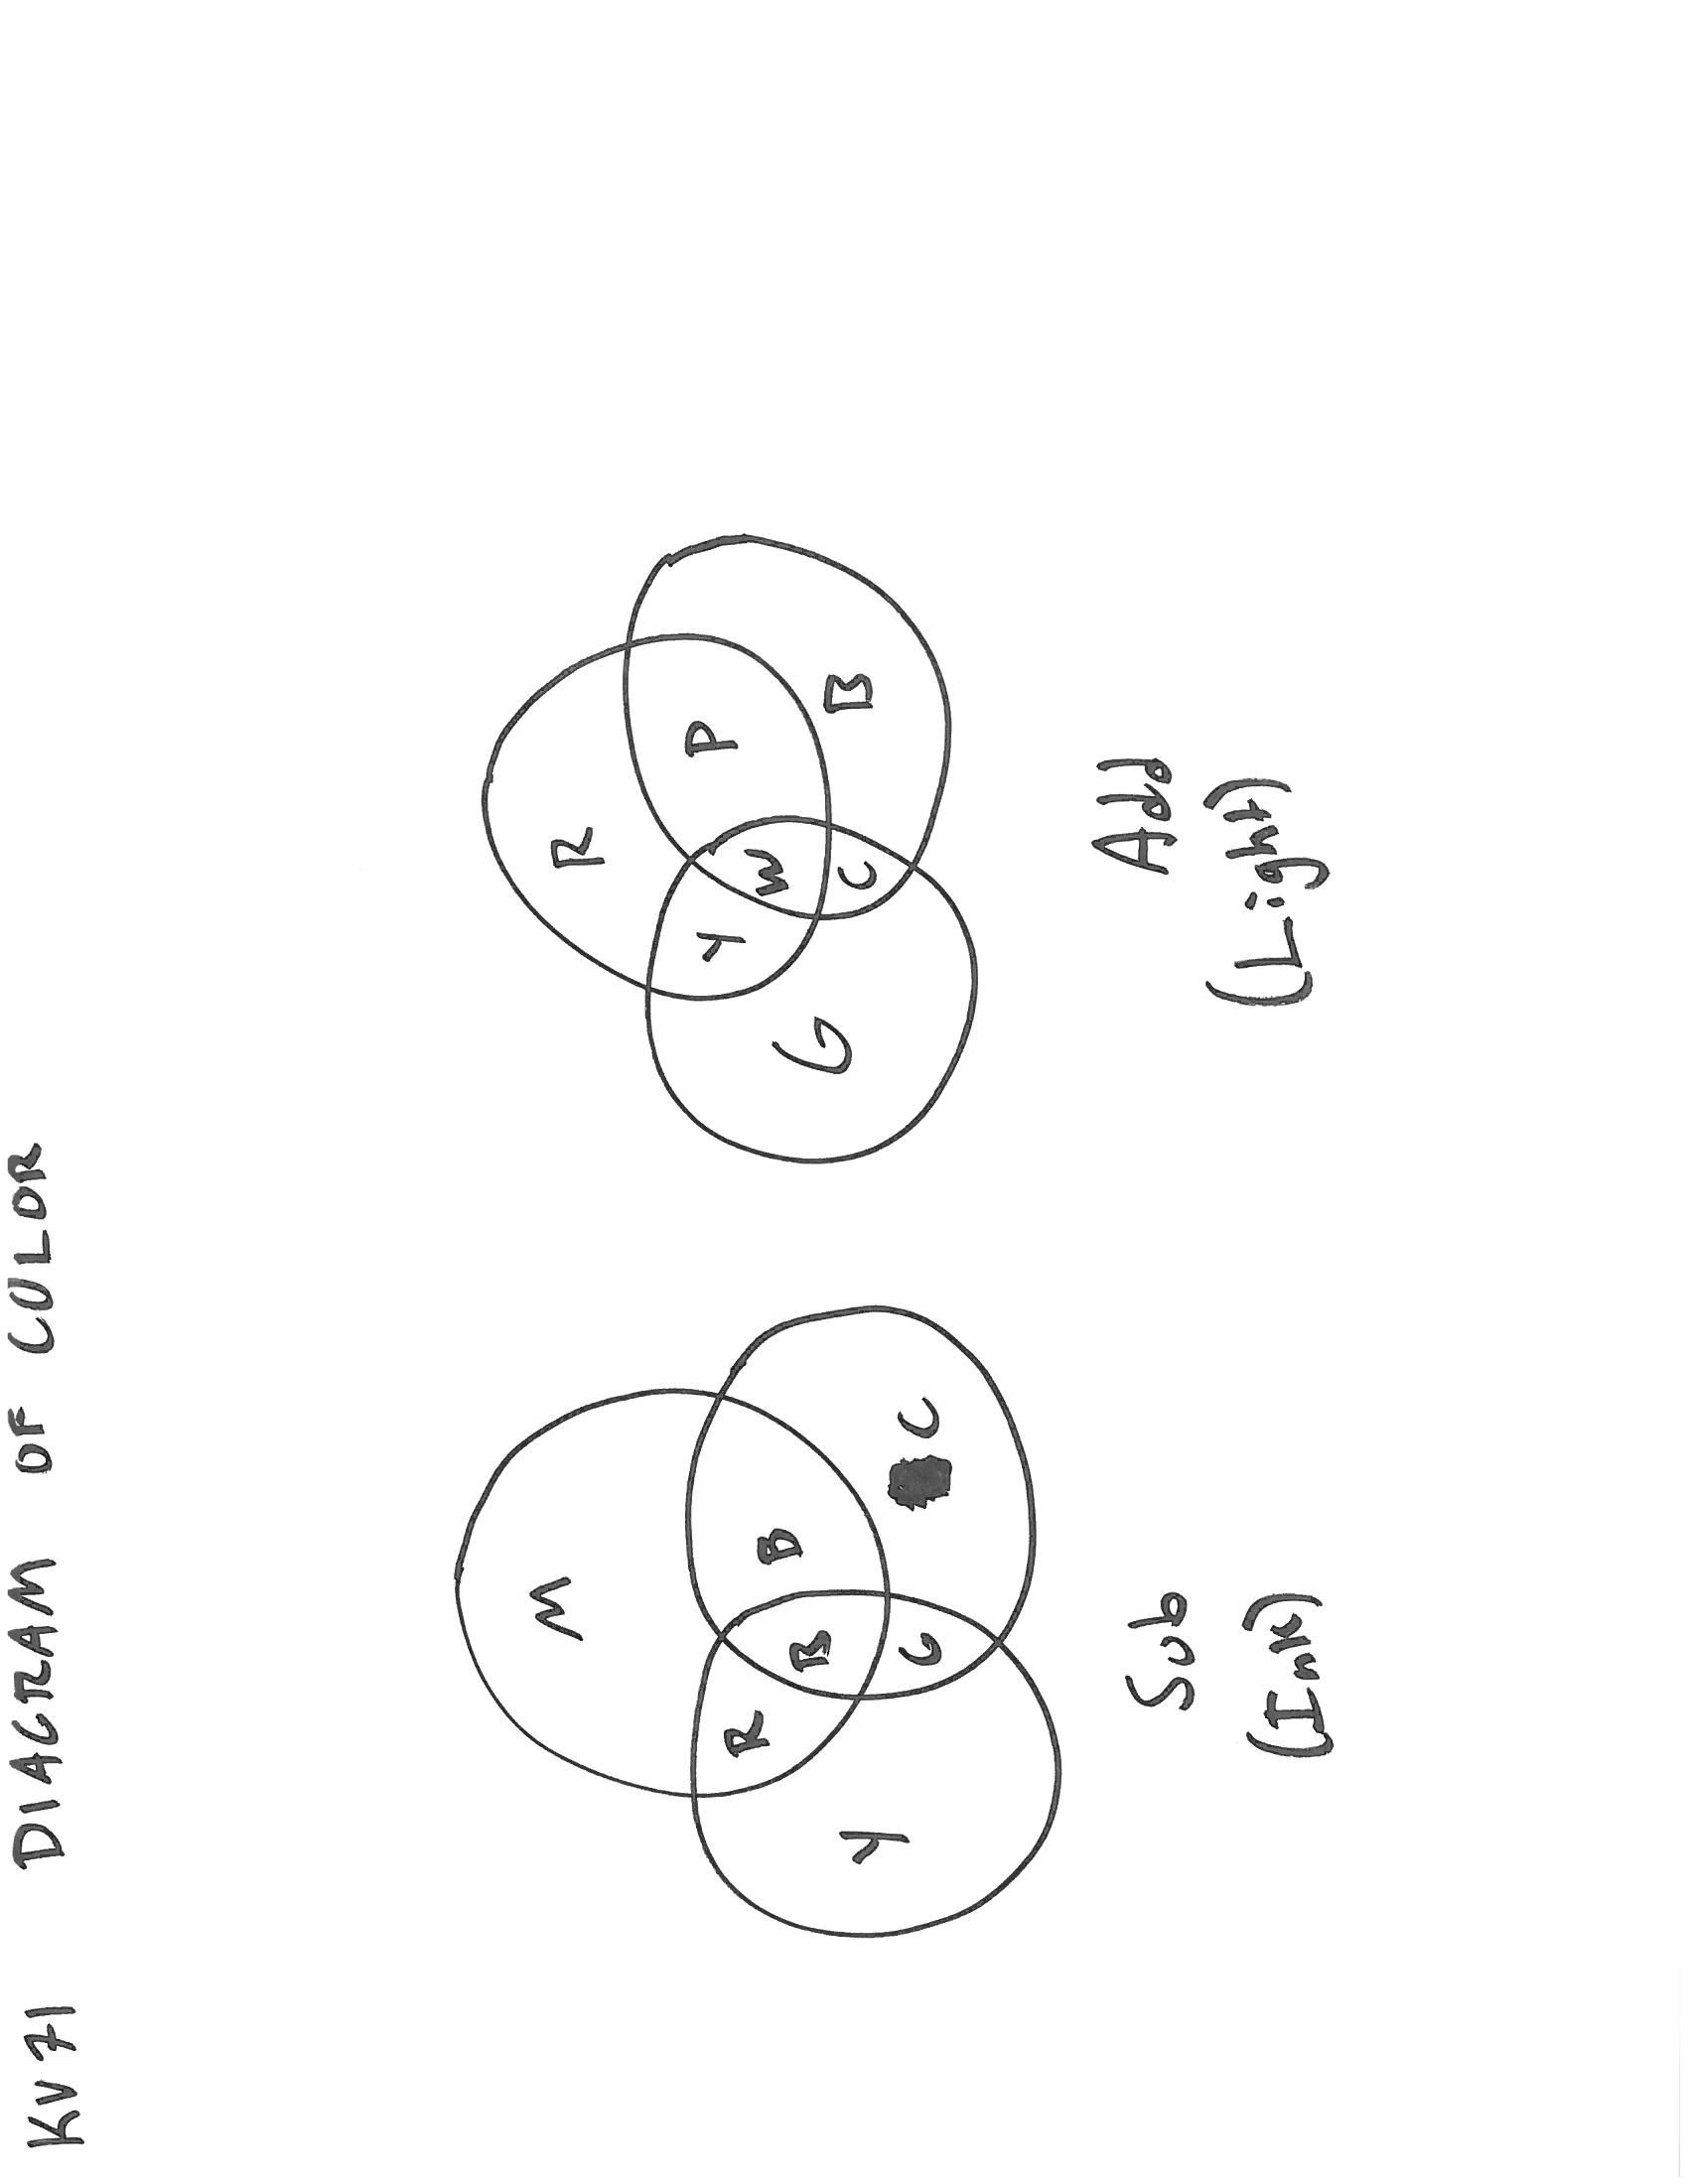 KV71 DIAGRAM OF COLOR
M
R
B
B
Y
G
C
Sub
(Ink)
R
Y
P
W
G
C
B
Add
(Light)